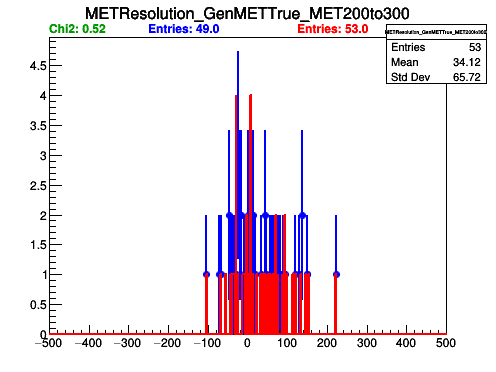 METResolution_GenMETTrue_MET200to300
Chi2: 0.52 Entries: 49.0 Entries: 53.0
METResolution_GenMETTrue_MET200to300
Entries 53
Mean 34.12
Std Dev 65.72
4.5
4
3.5
3
2.5
2
1.5
1
0.5
0
−500 −400 −300 −200 −100 0 100 200 300 400 500